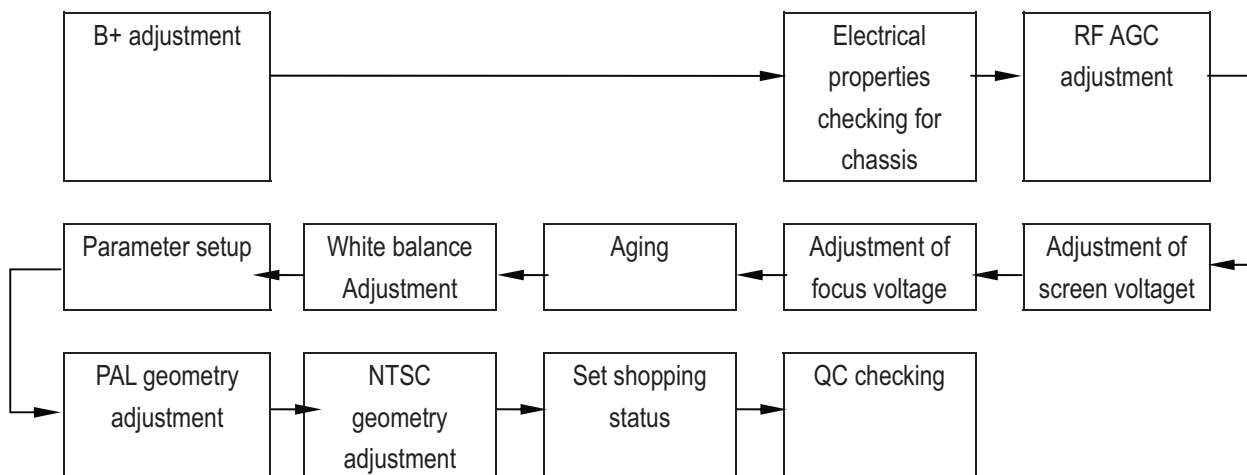 B+ adjustment
Electrical
properties
checking for
chassis
RF AGC
adjustment
Parameter setup
White balance
Adjustment
Aging
Adjustment of
focus voltage
Adjustment of
screen voltaget
PAL geometry
adjustment
NTSC
geometry
adjustment
Set shopping
status
QC checking